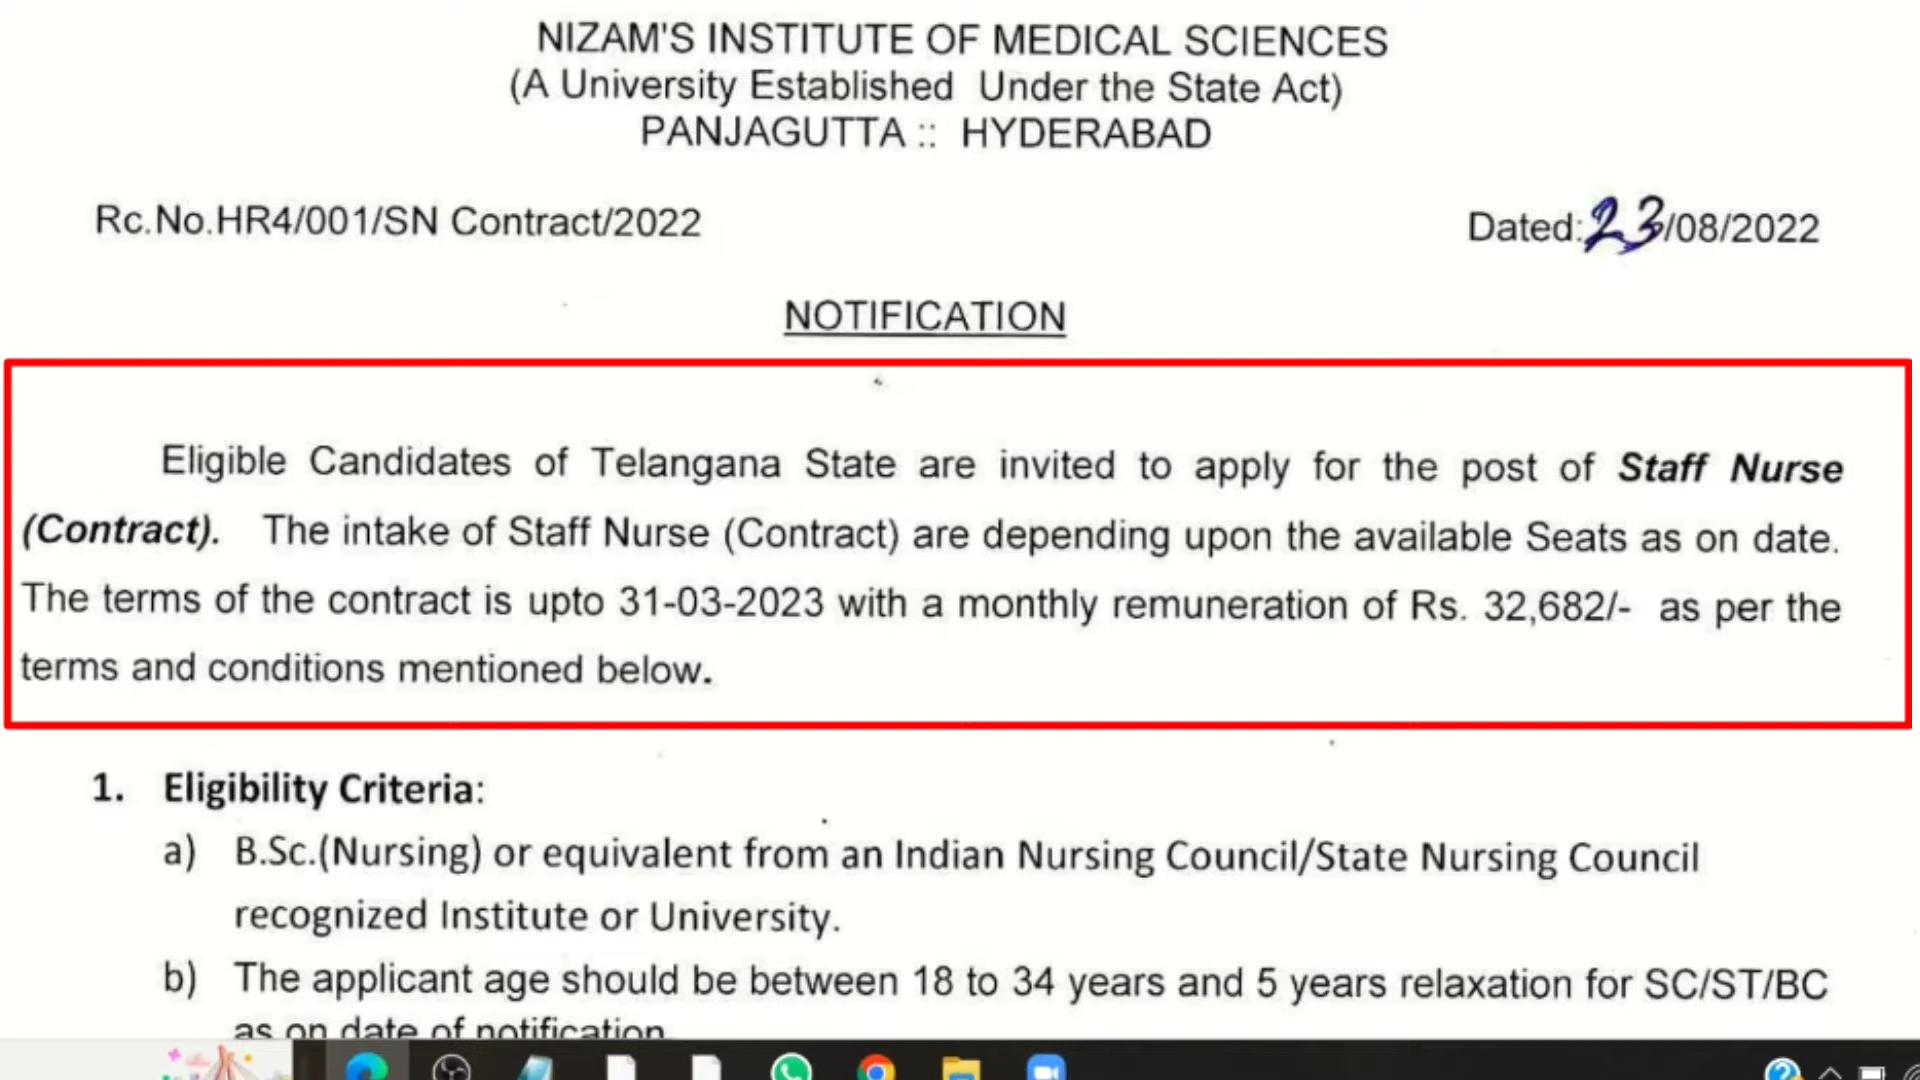 NIZAM'S INSTITUTE OF MEDICAL SCIENCES
(A University Established Under the State Act)
PANJAGUTTA :: HYDERABAD
Rc.No.HR4/001/SN Contract/2022
Dated:23/08/2022
NOTIFICATION
Eligible Candidates of Telangana State are invited to apply for the post of Staff Nurse
(Contract). The intake of Staff Nurse (Contract) are depending upon the available Seats as on date.
The terms of the contract is upto 31-03-2023 with a monthly remuneration of Rs. 32,682/- as per the
terms and conditions mentioned below.
1. Eligibility Criteria:
a) B.Sc.(Nursing) or equivalent from an Indian Nursing Council/State Nursing Council
recognized Institute or University.
b) The applicant age should be between 18 to 34 years and 5 years relaxation for SC/ST/BC
as on date of notification